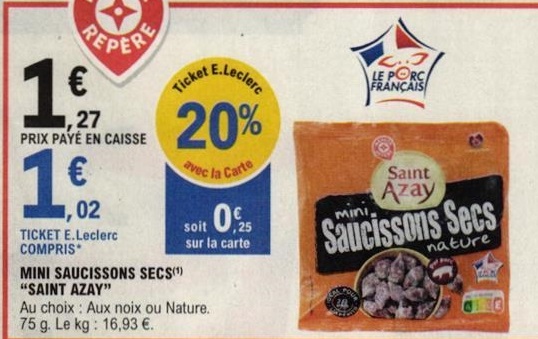 REPÈRE
1€,27
PRIX PAYÉ EN CAISSE
1€,02
TICKET E.Leclerc
COMPRIS*
Ticket E.Leclerc
20%
avec la Carte
soit 0€,25
sur la carte
MINI SAUCISSONS SECS(1)
"SAINT AZAY"
Au choix : Aux noix ou Nature.
75 g. Le kg : 16,93 €.
LE PORC
FRANÇAIS
Saint
Azay
mini
Saucissons Secs
nature